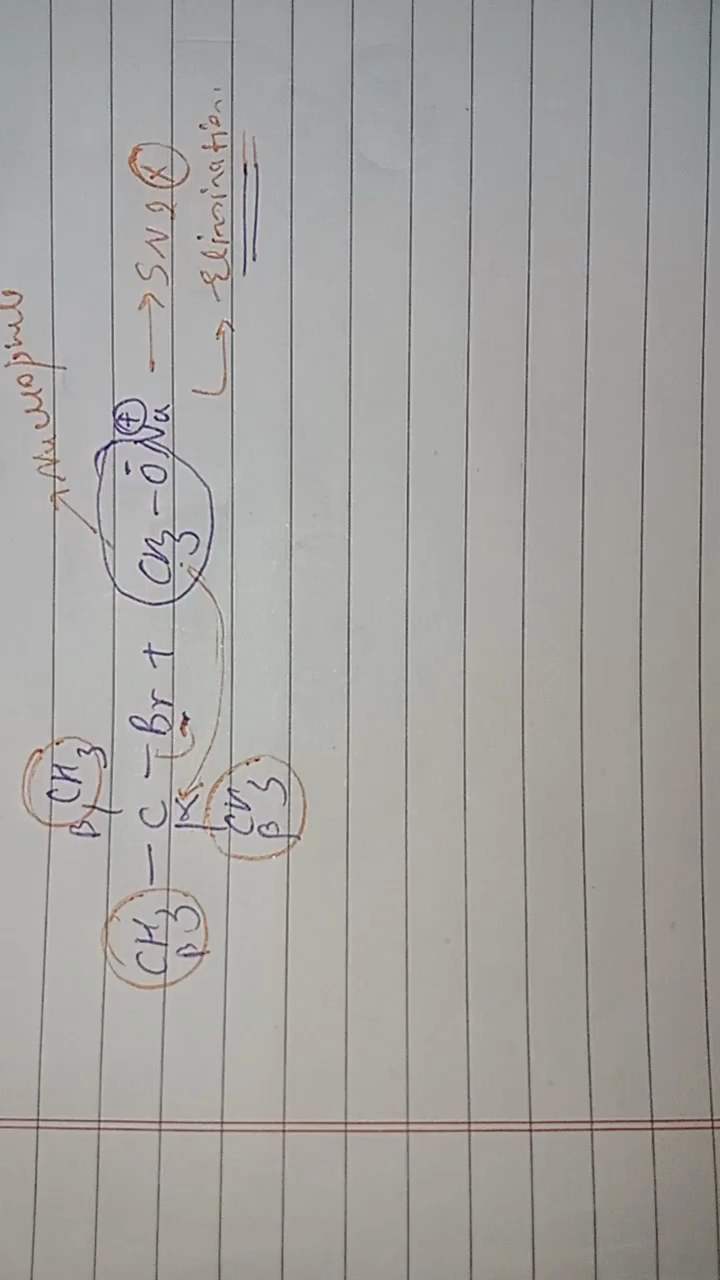 Nucleophile
CH3
β
CH3 — C — Br + CH3 — O⁻ Na⊕ → SN2 ⓧ
β α
↳ Elimination
CH3
β